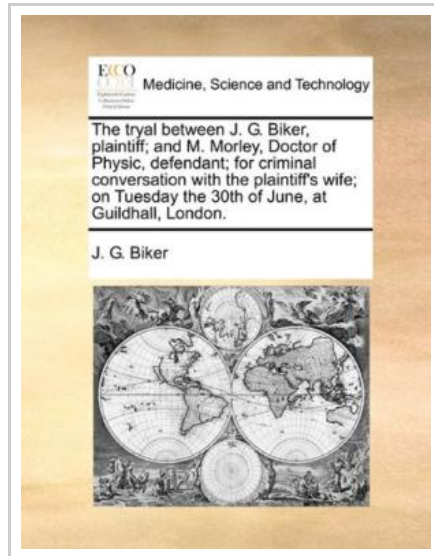 ECCO
Medicine, Science and Technology
The tryal between J. G. Biker,
plaintiff; and M. Morley, Doctor of
Physic, defendant; for criminal
conversation with the plaintiff's wife;
on Tuesday the 30th of June, at
Guildhall, London.
J. G. Biker